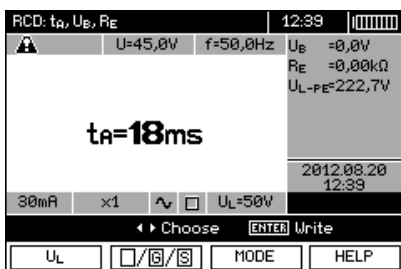 RCD: tA, UB, RE 12:39
U=45,0V f=50,0Hz UB =0,0V
RE =0,00kΩ
UL-PE=222,7V
tA=18ms
2012.08.20
12:39
30mA x1 UL=50V
Choose ENTER Write
UL /G/S MODE HELP